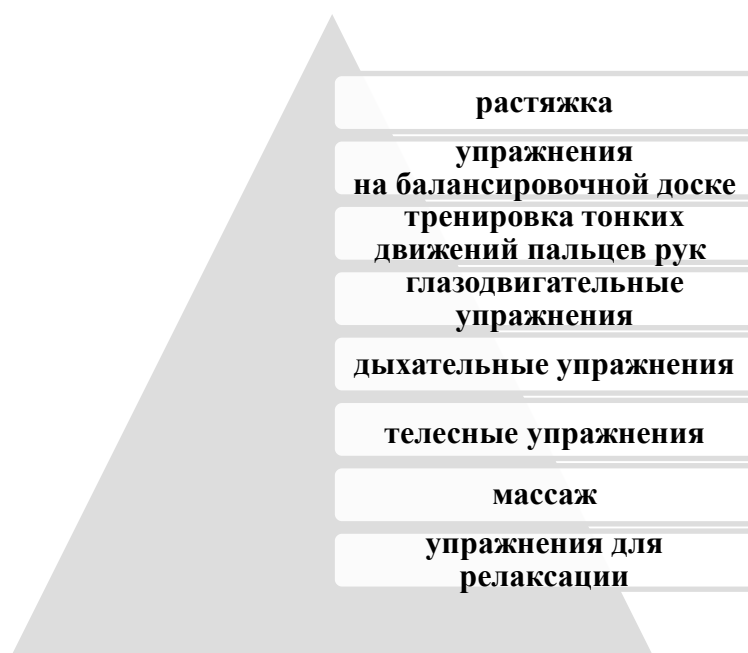 растяжка
упражнения
на балансировочной доске
тренировка тонких
движений пальцев рук
глазодвигательные
упражнения
дыхательные упражнения
телесные упражнения
массаж
упражнения для
релаксации